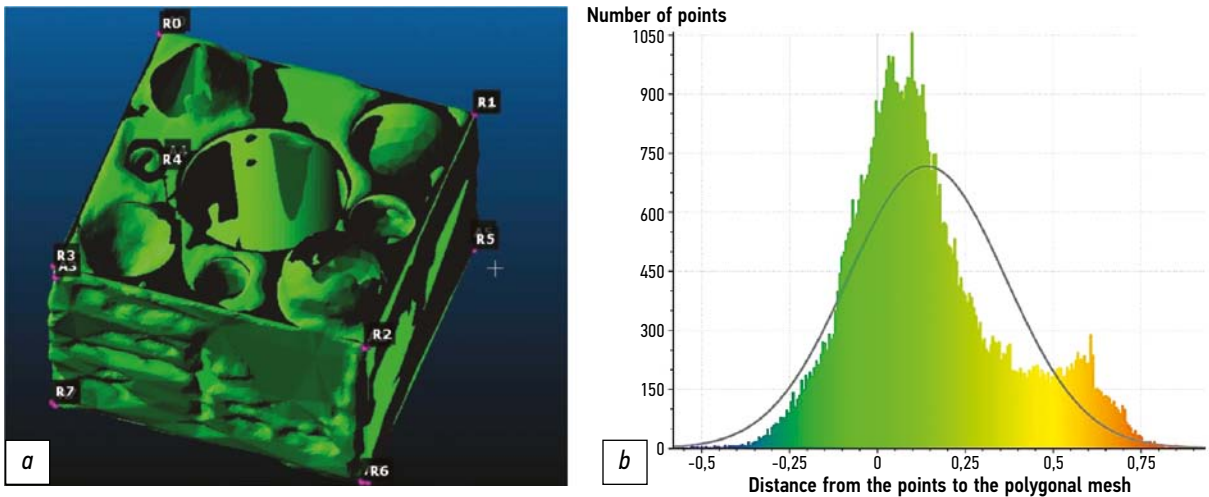 R0
R1
R4
R5
R3
A3
R2
R7
R6
a
Number of points
1050
900
750
600
450
300
150
0
-0,5
-0,25
0
0,25
0,5
0,75
b
Distance from the points to the polygonal mesh